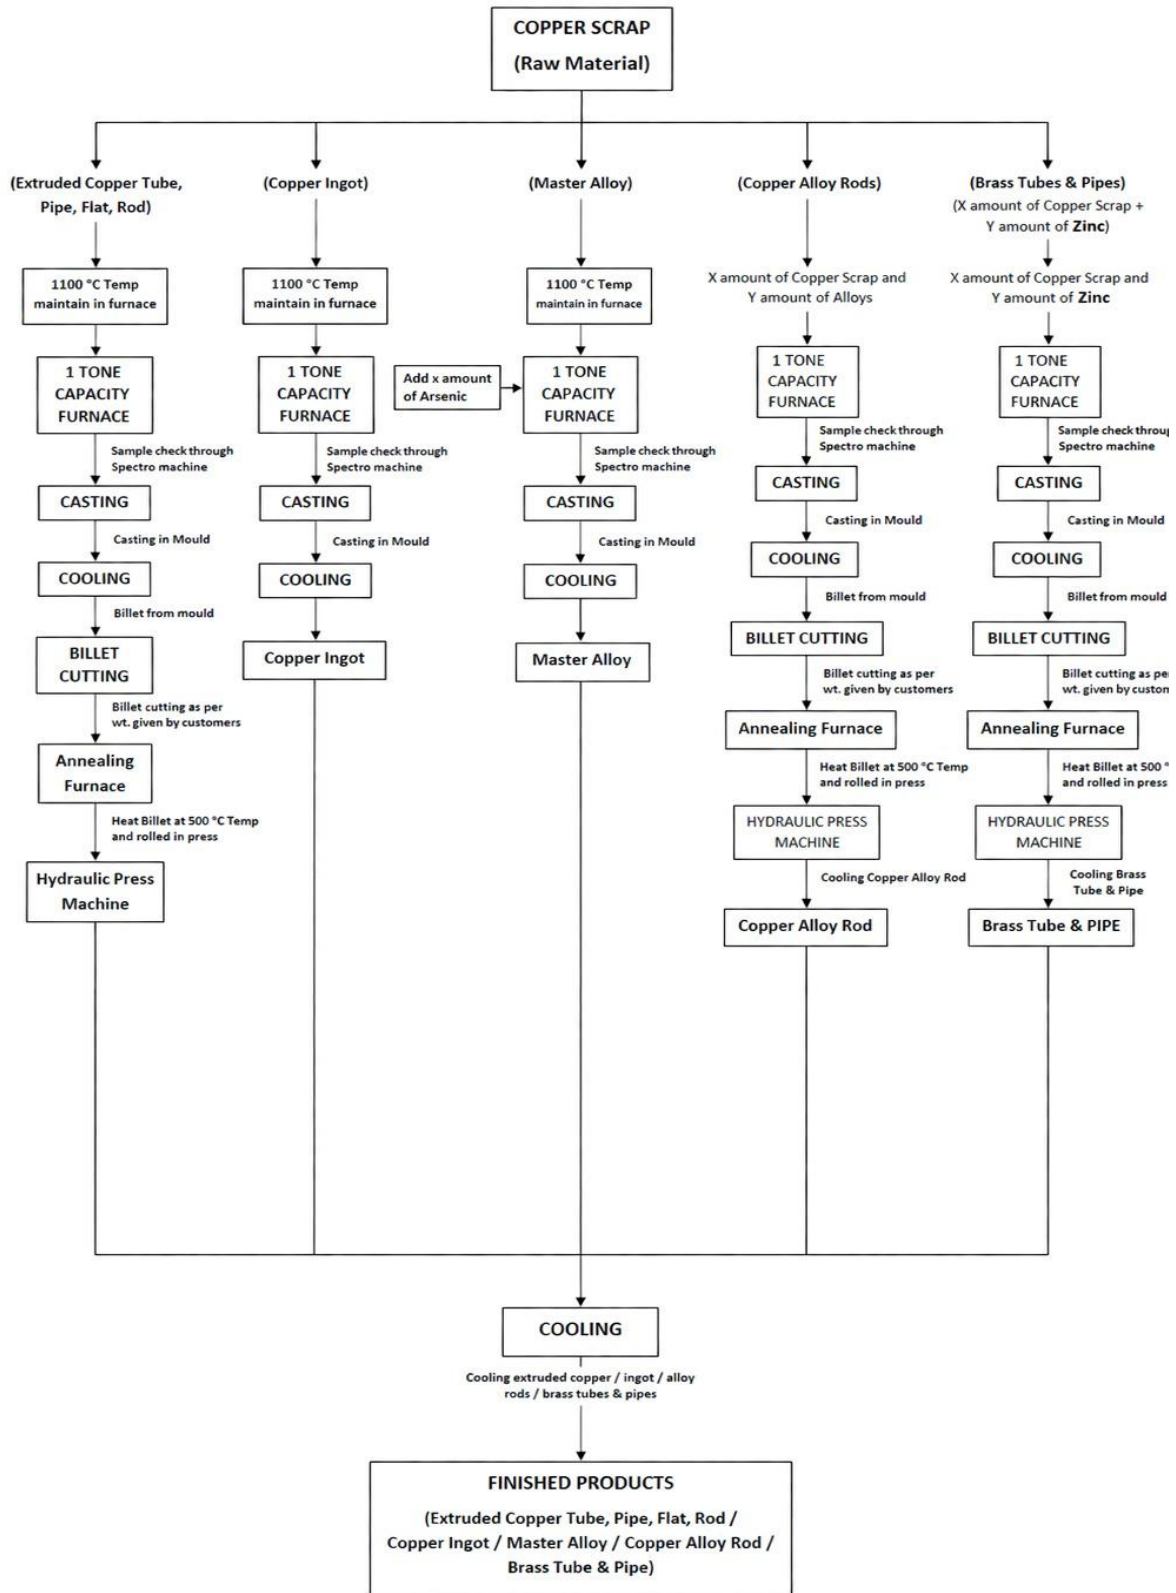 COPPER SCRAP
(Raw Material)
(Extruded Copper Tube,
Pipe, Flat, Rod)
1100 °C Temp
maintain in furnace
1 TONE
CAPACITY
FURNACE
Sample check through
Spectro machine
CASTING
Casting in Mould
COOLING
Billet from mould
BILLET
CUTTING
Billet cutting as per
wt. given by customers
Annealing
Furnace
Heat Billet at 500 °C Temp
and rolled in press
Hydraulic Press
Machine
(Copper Ingot)
1100 °C Temp
maintain in furnace
1 TONE
CAPACITY
FURNACE
Sample check through
Spectro machine
CASTING
Casting in Mould
COOLING
Copper Ingot
(Master Alloy)
1100 °C Temp
maintain in furnace
Add x amount
of Arsenic
1 TONE
CAPACITY
FURNACE
Sample check through
Spectro machine
CASTING
Casting in Mould
COOLING
Master Alloy
(Copper Alloy Rods)
X amount of Copper Scrap and
Y amount of Alloys
1 TONE
CAPACITY
FURNACE
Sample check through
Spectro machine
CASTING
Casting in Mould
COOLING
Billet from mould
BILLET CUTTING
Billet cutting as per
wt. given by customers
Annealing Furnace
Heat Billet at 500 °C Temp
and rolled in press
HYDRAULIC PRESS
MACHINE
Cooling Copper Alloy Rod
Copper Alloy Rod
(Brass Tubes & Pipes)
(X amount of Copper Scrap +
Y amount of Zinc)
X amount of Copper Scrap and
Y amount of Zinc
1 TONE
CAPACITY
FURNACE
Sample check throug
Spectro machine
CASTING
Casting in Mould
COOLING
Billet from mould
BILLET CUTTING
Billet cutting as per
wt. given by custom
Annealing Furnace
Heat Billet at 500 °
and rolled in press
HYDRAULIC PRESS
MACHINE
Cooling Brass
Tube & Pipe
Brass Tube & PIPE
COOLING
Cooling extruded copper / ingot / alloy
rods / brass tubes & pipes
FINISHED PRODUCTS
(Extruded Copper Tube, Pipe, Flat, Rod /
Copper Ingot / Master Alloy / Copper Alloy Rod /
Brass Tube & Pipe)